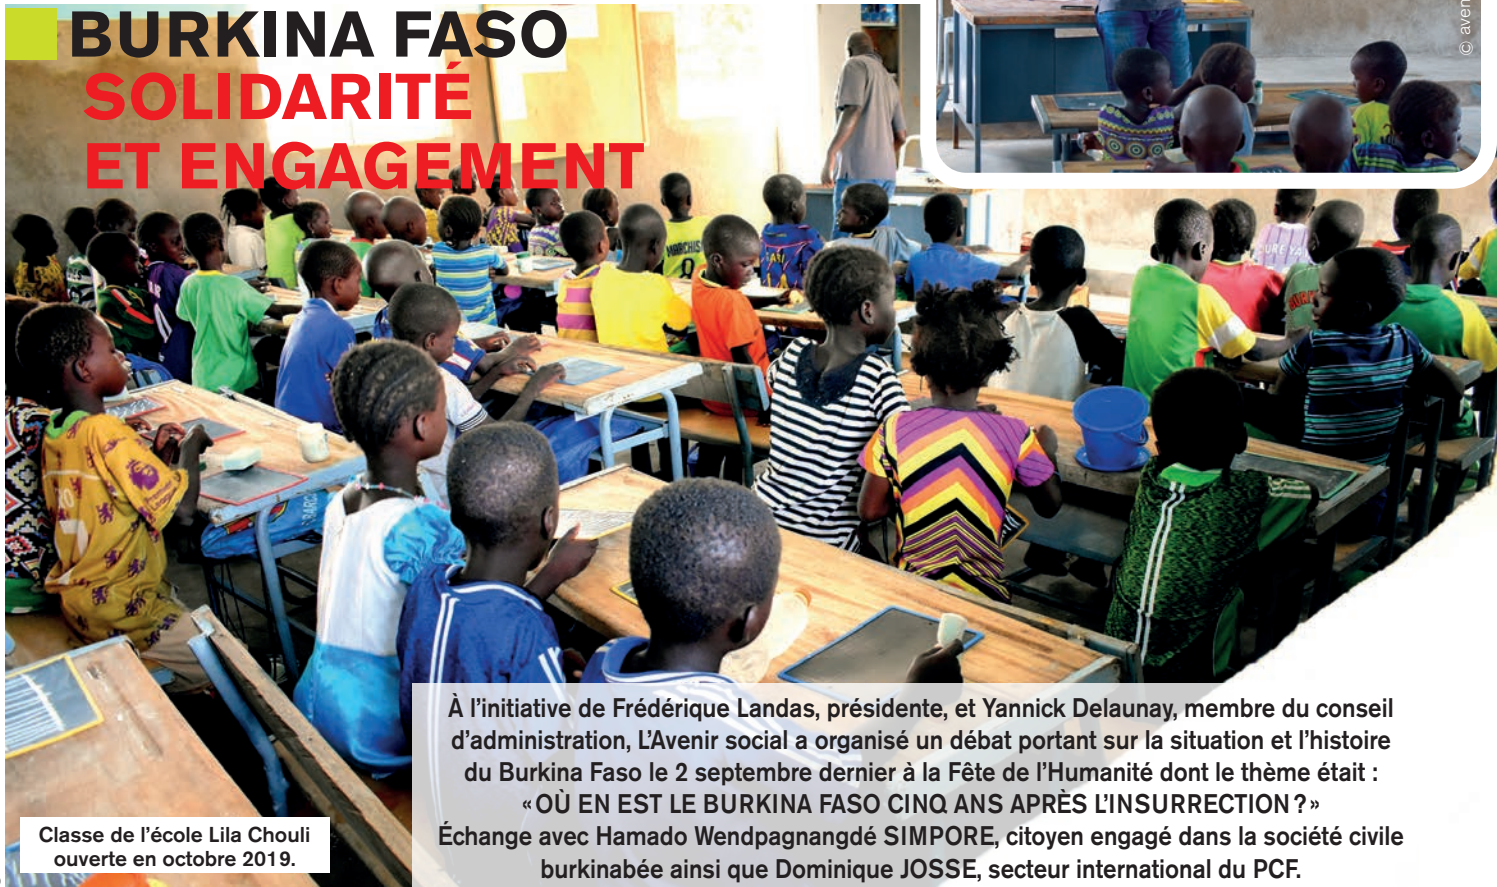 BURKINA FASO
SOLIDARITÉ
ET ENGAGEMENT
©
MARCHIS
Classe de l’école Lila Chouli
ouverte en octobre 2019.
À l’initiative de Frédérique Landas, présidente, et Yannick Delaunay, membre du conseil
d’administration, L’Avenir social a organisé un débat portant sur la situation et l’histoire
du Burkina Faso le 2 septembre dernier à la Fête de l’Humanité dont le thème était :
«OÙ EN EST LE BURKINA FASO CINQ ANS APRÈS L’INSURRECTION?»
Échange avec Hamado Wendpagnangdé SIMPORE, citoyen engagé dans la société civile
burkinabée ainsi que Dominique JOSSE, secteur international du PCF.